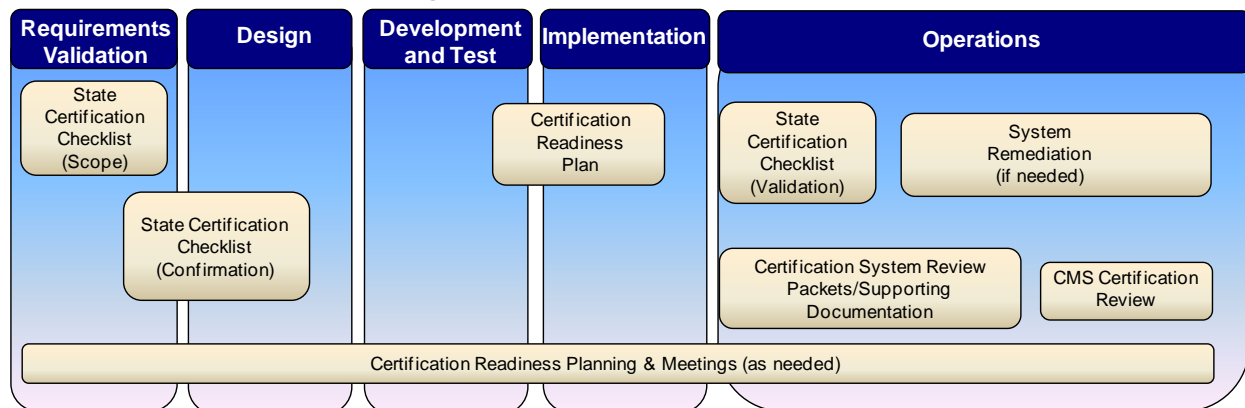 Requirements
Validation
Design
Development
and Test
Implementation
Operations
State
Certification
Checklist
(Scope)
State Certification
Checklist
(Confirmation)
Certification
Readiness
Plan
State
Certification
Checklist
(Validation)
System
Remediation
(if needed)
Certification System Review
Packets/Supporting
Documentation
CMS Certification
Review
Certification Readiness Planning & Meetings (as needed)